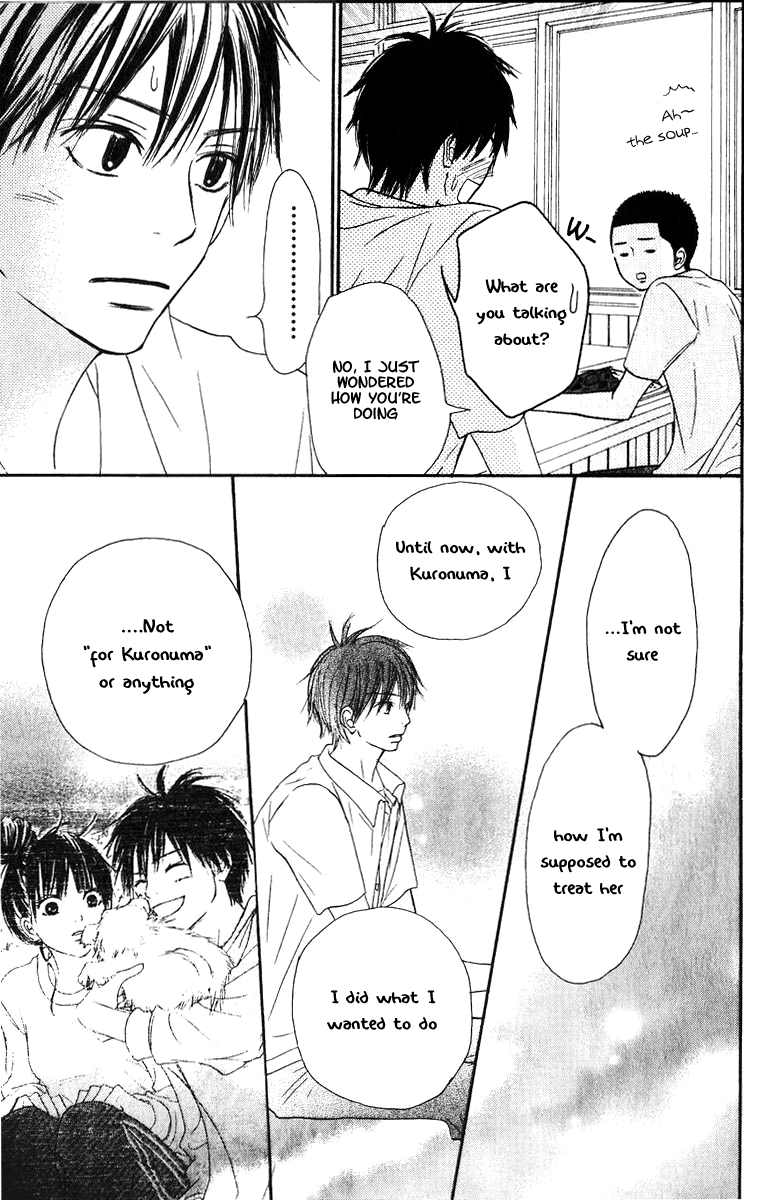 Ah~
the soup...
W-
What are
you talking
about?
NO, I JUST
WONDERED
HOW YOU'RE
DOING
.........
...I'm not
sure
how I'm
supposed to
treat her
Until now, with
Kuronuma, I
I did what I
wanted to do
....Not
"for Kuronuma"
or anything